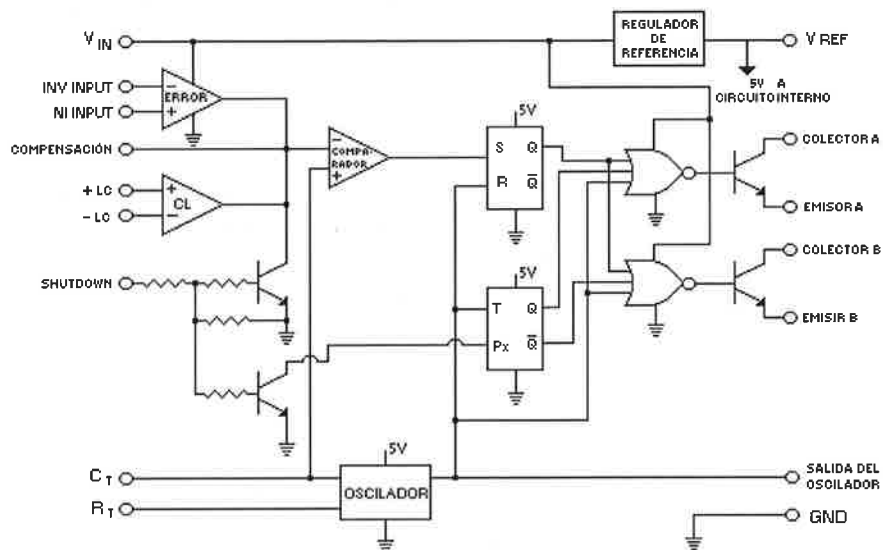 V IN
REGULADOR
DE
REFERENCIA
V REF
5V A
CIRCUITO INTERNO
INV INPUT
NI INPUT
−
+
ERROR
COMPENSACIÓN
−
+
COMPA-
RADOR
5V
S Q
R Q̅
COLECTOR A
EMISOR A
+ LC
− LC
+
−
CL
SHUTDOWN
5V
T Q
Px Q̅
COLECTOR B
EMISIR B
C T
R T
5V
OSCILADOR
SALIDA DEL
OSCILADOR
GND